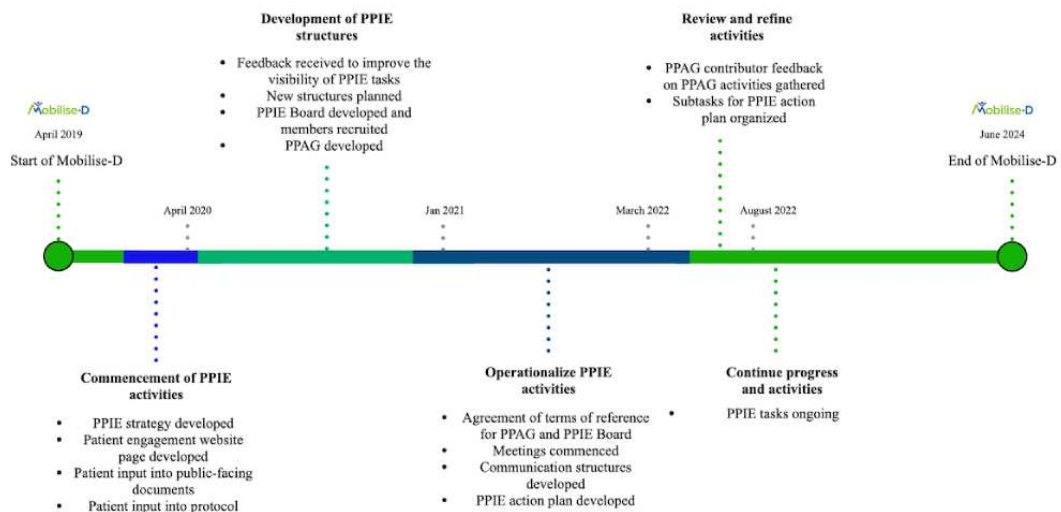 Development of PPIE
structures
• Feedback received to improve the
visibility of PPIE tasks
• New structures planned
• PPIE Board developed and
members recruited
• PPAG developed
Review and refine
activities
• PPAG contributor feedback
on PPAG activities gathered
• Subtasks for PPIE action
plan organized
Mobilise-D
April 2019
Start of Mobilise-D
Mobilise-D
June 2024
End of Mobilise-D
April 2020
Jan 2021
March 2022
August 2022
Commencement of PPIE
activities
• PPIE strategy developed
• Patient engagement website
page developed
• Patient input into public-facing
documents
• Patient input into protocol
Operationalize PPIE
activities
• Agreement of terms of reference
for PPAG and PPIE Board
• Meetings commenced
• Communication structures
developed
• PPIE action plan developed
Continue progress
and activities
• PPIE tasks ongoing